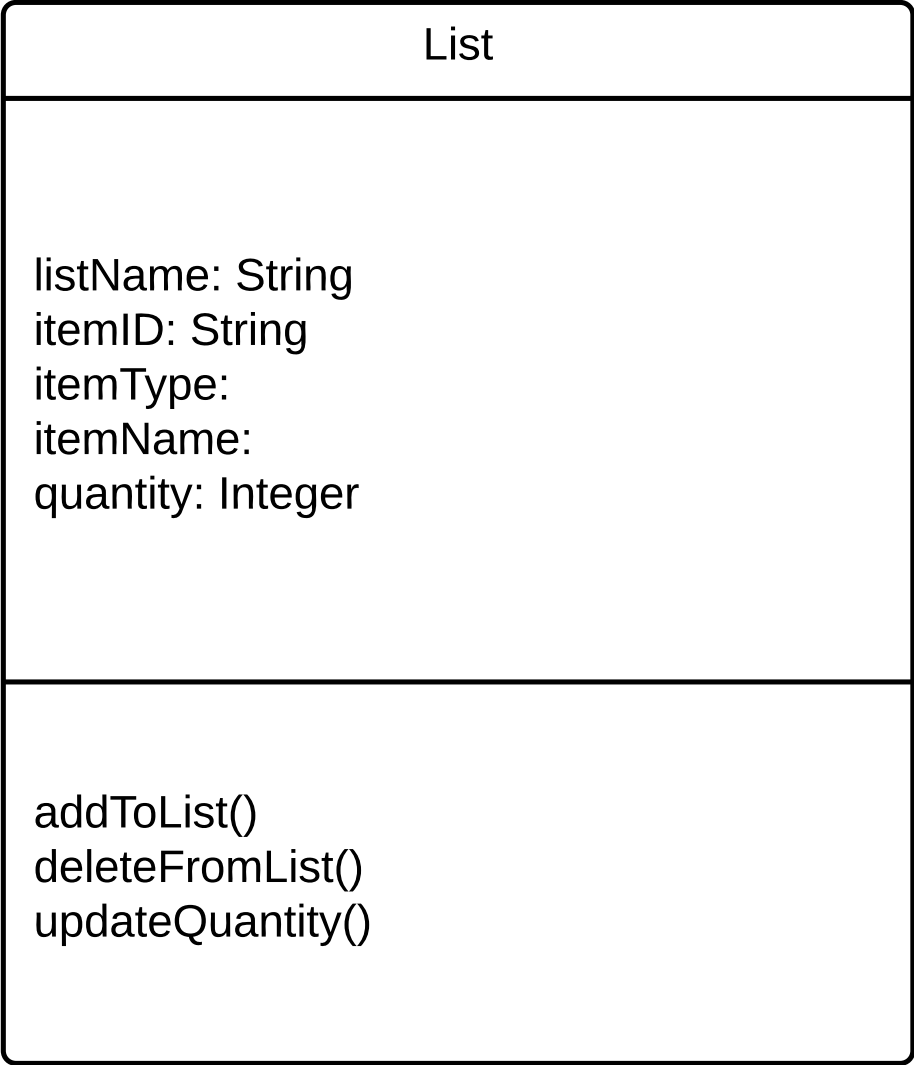 List
listName: String
itemID: String
itemType:
itemName:
quantity: Integer
addToList()
deleteFromList()
updateQuantity()